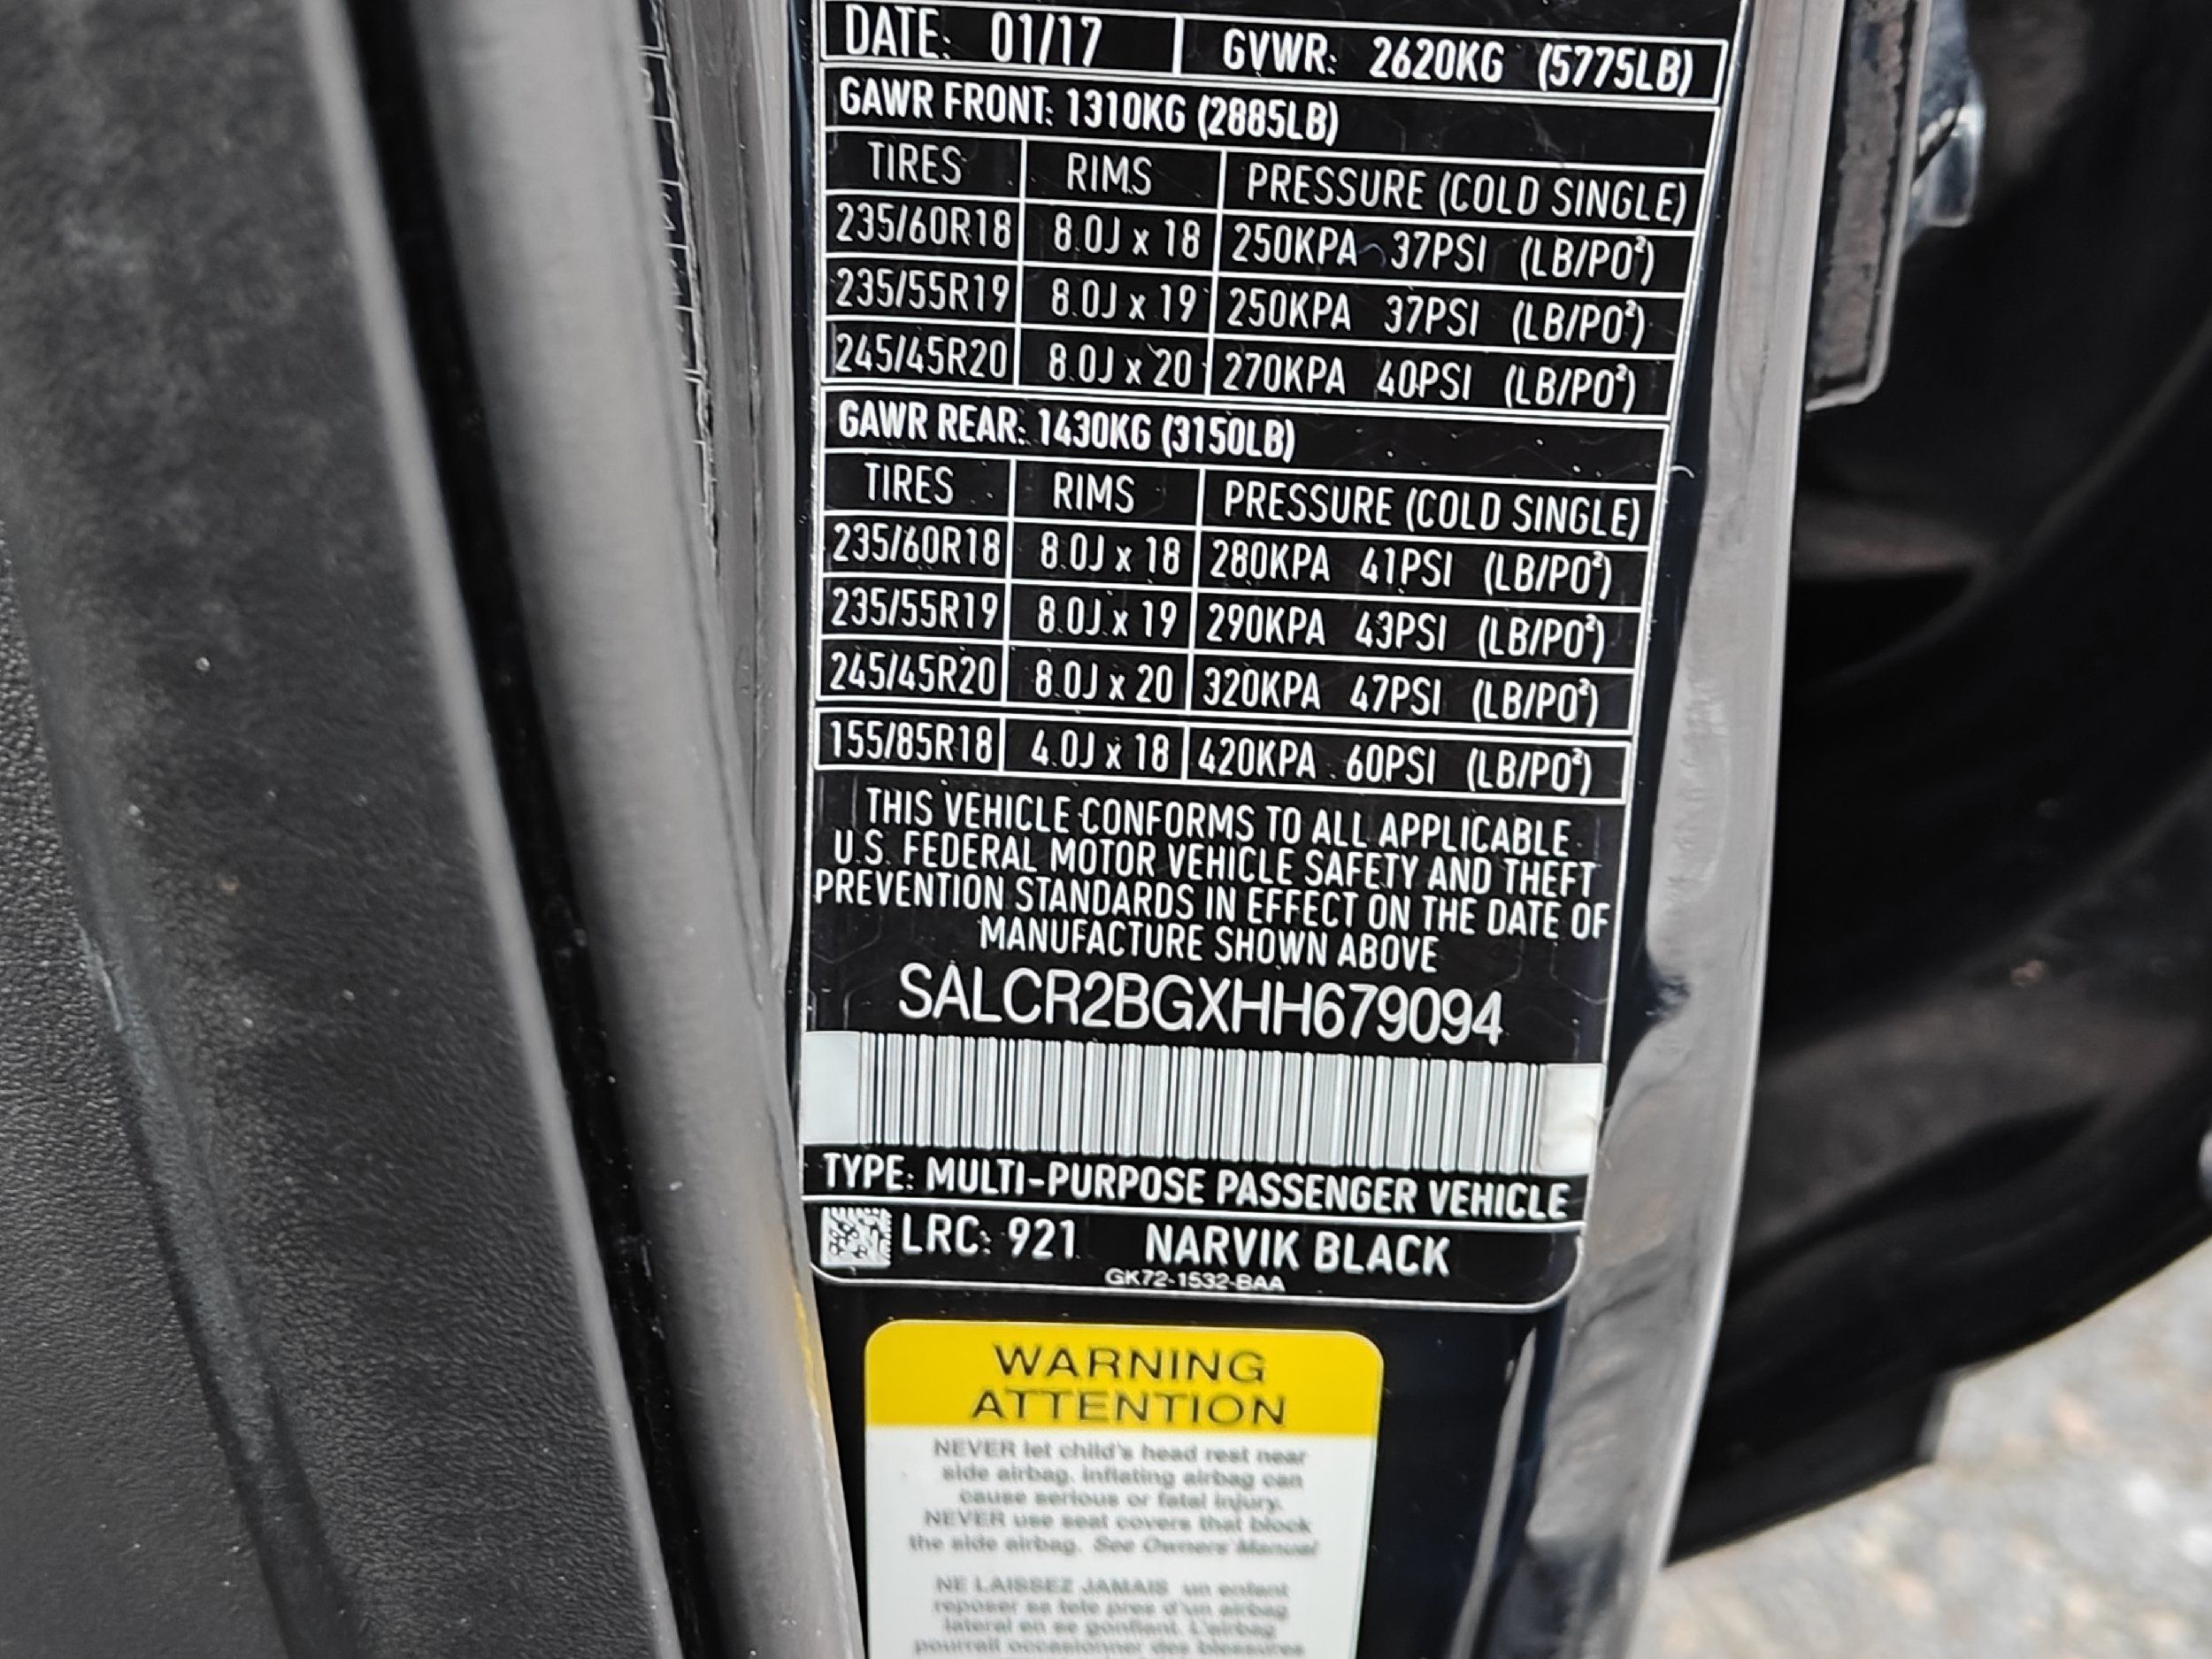 DATE: 01/17 GVWR: 2620KG (5775LB)
GAWR FRONT: 1310KG (2885LB)
TIRES RIMS PRESSURE (COLD SINGLE)
235/60R18 8.0J x 18 250KPA 37PSI (LB/PO²)
235/55R19 8.0J x 19 250KPA 37PSI (LB/PO²)
245/45R20 8.0J x 20 270KPA 40PSI (LB/PO²)
GAWR REAR: 1430KG (3150LB)
TIRES RIMS PRESSURE (COLD SINGLE)
235/60R18 8.0J x 18 280KPA 41PSI (LB/PO²)
235/55R19 8.0J x 19 290KPA 43PSI (LB/PO²)
245/45R20 8.0J x 20 320KPA 47PSI (LB/PO²)
155/85R18 4.0J x 18 420KPA 60PSI (LB/PO²)
THIS VEHICLE CONFORMS TO ALL APPLICABLE
U.S. FEDERAL MOTOR VEHICLE SAFETY AND THEFT
PREVENTION STANDARDS IN EFFECT ON THE DATE OF
MANUFACTURE SHOWN ABOVE
SALCR2BGXHH679094
TYPE: MULTI-PURPOSE PASSENGER VEHICLE
LRC: 921 NARVIK BLACK
GK72-1532-BAA
WARNING
ATTENTION
NEVER let child's head rest near
side airbag. Inflating airbag can
cause serious or fatal injury.
NEVER use seat covers that block
the side airbag. See Owners Manual
NE LAISSEZ JAMAIS un enfant
reposer sa tete pres d'un airbag
lateral en se gonflant. L'airbag
pourrait occasionner des blessures